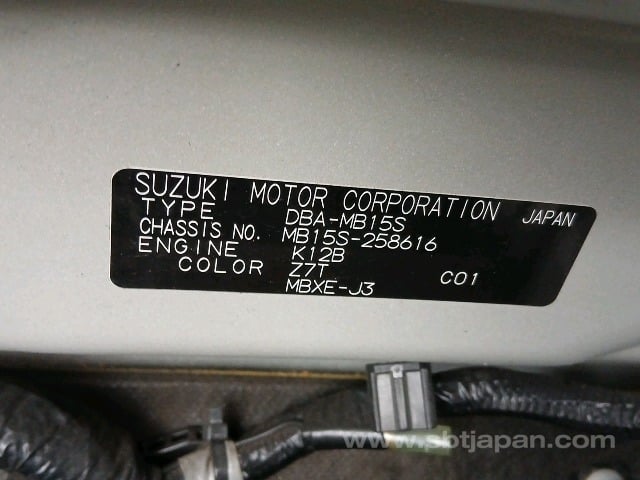 SUZUKI MOTOR CORPORATION JAPAN
TYPE DBA-MB15S
CHASSIS NO. MB15S-258616
ENGINE K12B
COLOR Z7T C01
MBXE-J3
www.sbtjapan.com